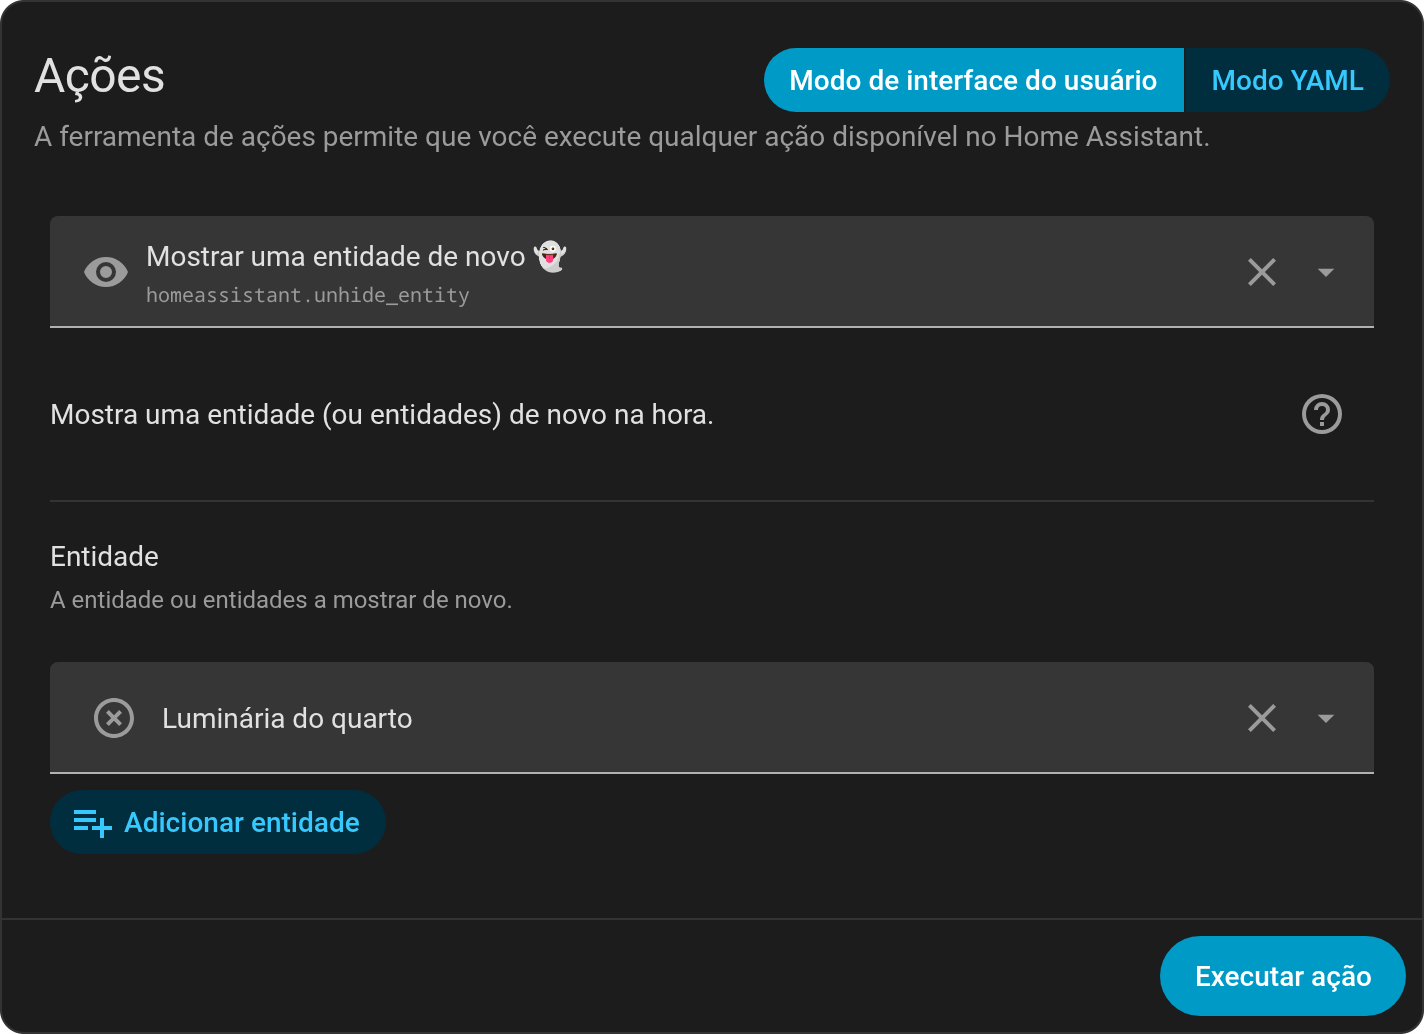 Ações
Modo de interface do usuário
Modo YAML
A ferramenta de ações permite que você execute qualquer ação disponível no Home Assistant.
Mostrar uma entidade de novo 👻
homeassistant.unhide_entity
Mostra uma entidade (ou entidades) de novo na hora.
Entidade
A entidade ou entidades a mostrar de novo.
Luminária do quarto
Adicionar entidade
Executar ação